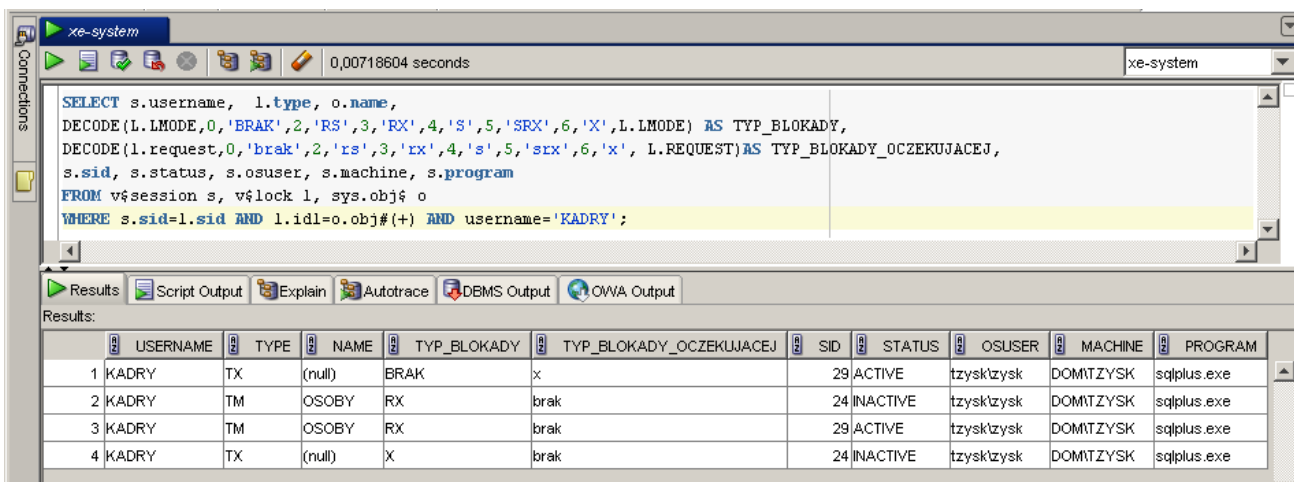 xe-system
Connections
0,00718604 seconds
xe-system
SELECT s.username,  l.type, o.name,
DECODE(L.LMODE,0,'BRAK',2,'RS',3,'RX',4,'S',5,'SRX',6,'X',L.LMODE) AS TYP_BLOKADY,
DECODE(l.request,0,'brak',2,'rs',3,'rx',4,'s',5,'srx',6,'x', L.REQUEST)AS TYP_BLOKADY_OCZEKUJACEJ,
s.sid, s.status, s.osuser, s.machine, s.program
FROM v$session s, v$lock l, sys.obj$ o
WHERE s.sid=l.sid AND l.id1=o.obj#(+) AND username='KADRY';
Results Script Output Explain Autotrace DBMS Output OWA Output
Results:
USERNAME TYPE NAME TYP_BLOKADY TYP_BLOKADY_OCZEKUJACEJ SID STATUS OSUSER MACHINE PROGRAM
1 KADRY TX (null) BRAK x 29 ACTIVE tzysk\tzysk DOM\TZYSK sqlplus.exe
2 KADRY TM OSOBY RX brak 24 INACTIVE tzysk\tzysk DOM\TZYSK sqlplus.exe
3 KADRY TM OSOBY RX brak 29 ACTIVE tzysk\tzysk DOM\TZYSK sqlplus.exe
4 KADRY TX (null) X brak 24 INACTIVE tzysk\tzysk DOM\TZYSK sqlplus.exe